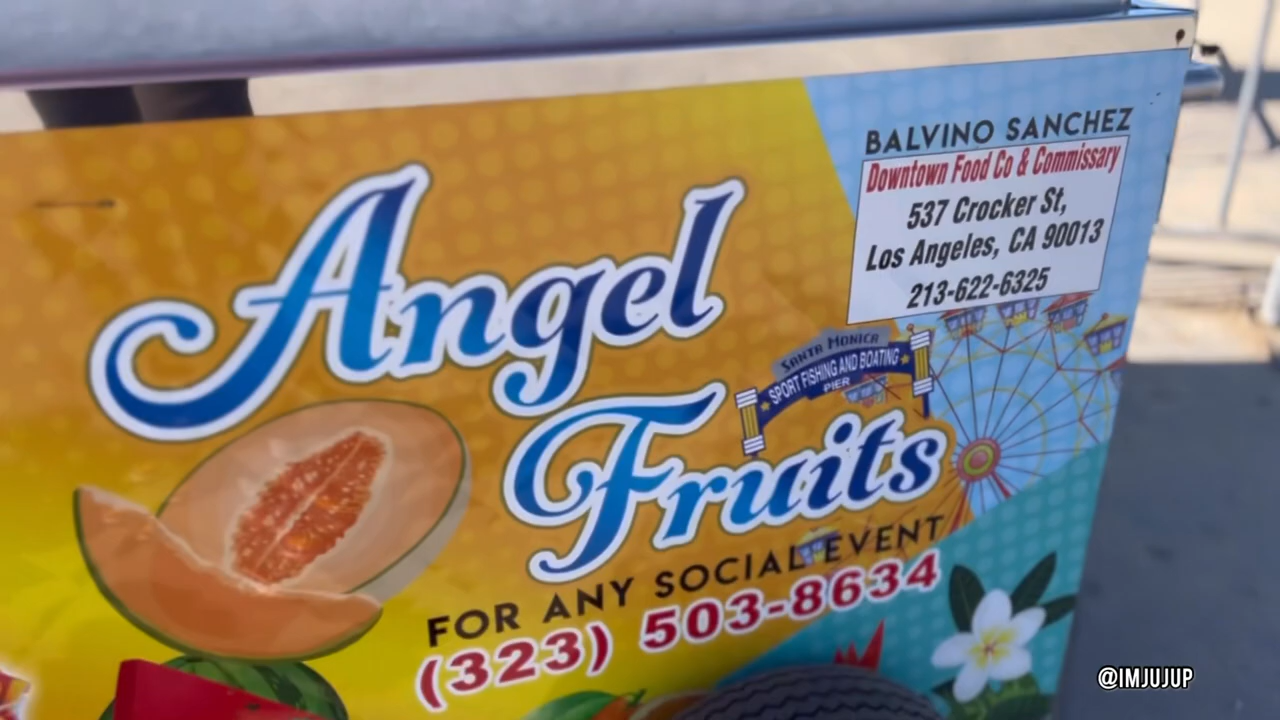 BALVINO SANCHEZ
Downtown Food Co & Commissary
537 Crocker St,
Los Angeles, CA 90013
213-622-6325
Angel
Fruits
SANTA MONICA
SPORT FISHING AND BOATING
PIER
FOR ANY SOCIAL EVENT
(323) 503-8634
@IMJUJUP